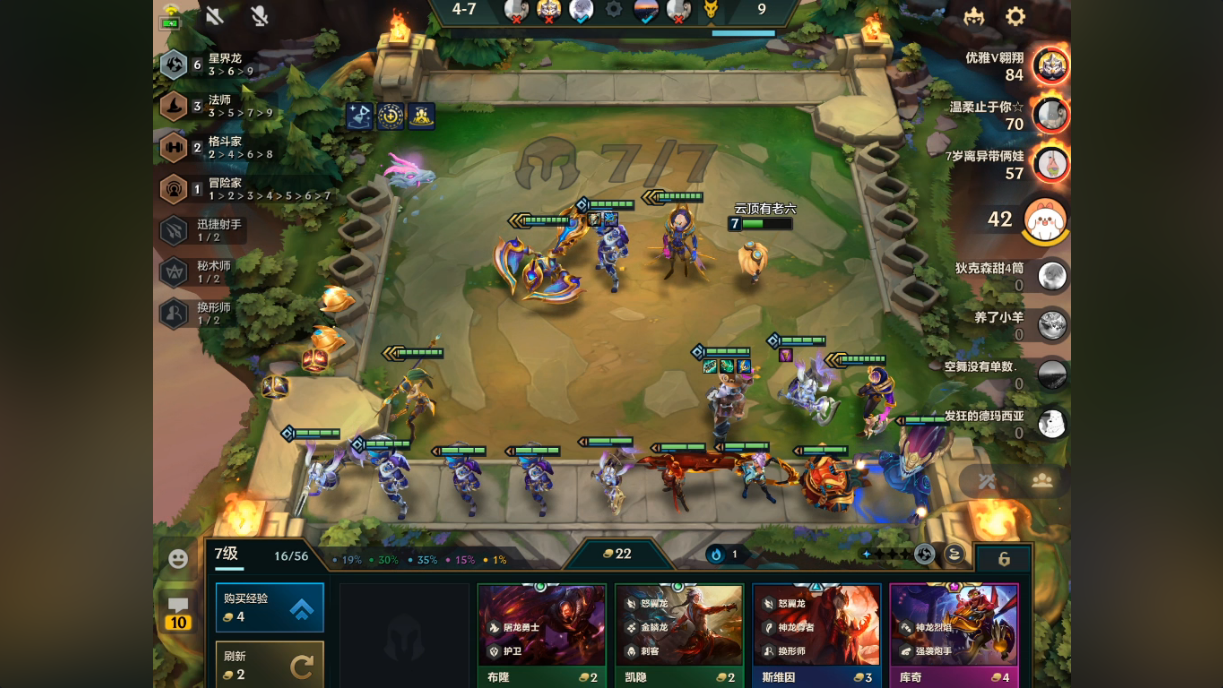 4-7
9
6
星界龙
3 > 6 > 9
3
法师
3 > 5 > 7 > 9
2
格斗家
2 > 4 > 6 > 8
1
冒险家
1 > 2 > 3 > 4 > 5 > 6 > 7
迅捷射手
1 / 2
秘术师
1 / 2
换形师
1 / 2
7/7
云顶有老六
7
优雅V翱翔
84
温柔止于你☆
70
7岁离异带俩娃
57
42
狄克森甜4筒
0
养了小羊
0
空舞没有单数.
0
发狂的德玛西亚
0
7级
16/56
19%
30%
35%
15%
1%
22
1
6
10
购买经验
4
刷新
2
屠龙勇士
护卫
布隆
2
怒翼龙
金鳞龙
刺客
凯隐
2
怒翼龙
神龙尊者
换形师
斯维因
3
神龙烈焰
强袭炮手
库奇
4